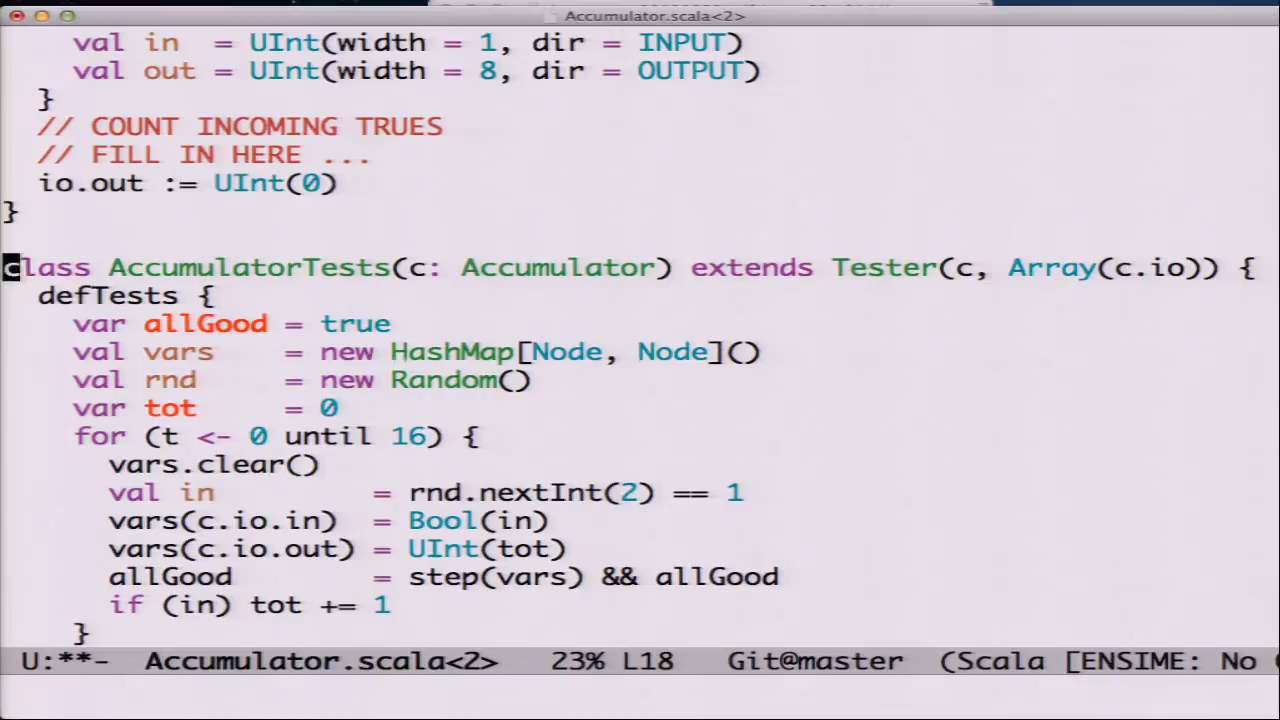 Accumulator.scala<2>
val in = UInt(width = 1, dir = INPUT)
val out = UInt(width = 8, dir = OUTPUT)
}
// COUNT INCOMING TRUES
// FILL IN HERE ...
io.out := UInt(0)
}
class AccumulatorTests(c: Accumulator) extends Tester(c, Array(c.io)) {
defTests {
var allGood = true
val vars = new HashMap[Node, Node]()
val rnd = new Random()
var tot = 0
for (t <- 0 until 16) {
vars.clear()
val in = rnd.nextInt(2) == 1
vars(c.io.in) = Bool(in)
vars(c.io.out) = UInt(tot)
allGood = step(vars) && allGood
if (in) tot += 1
}
U:**- Accumulator.scala<2> 23% L18 Git@master (Scala [ENSIME: No